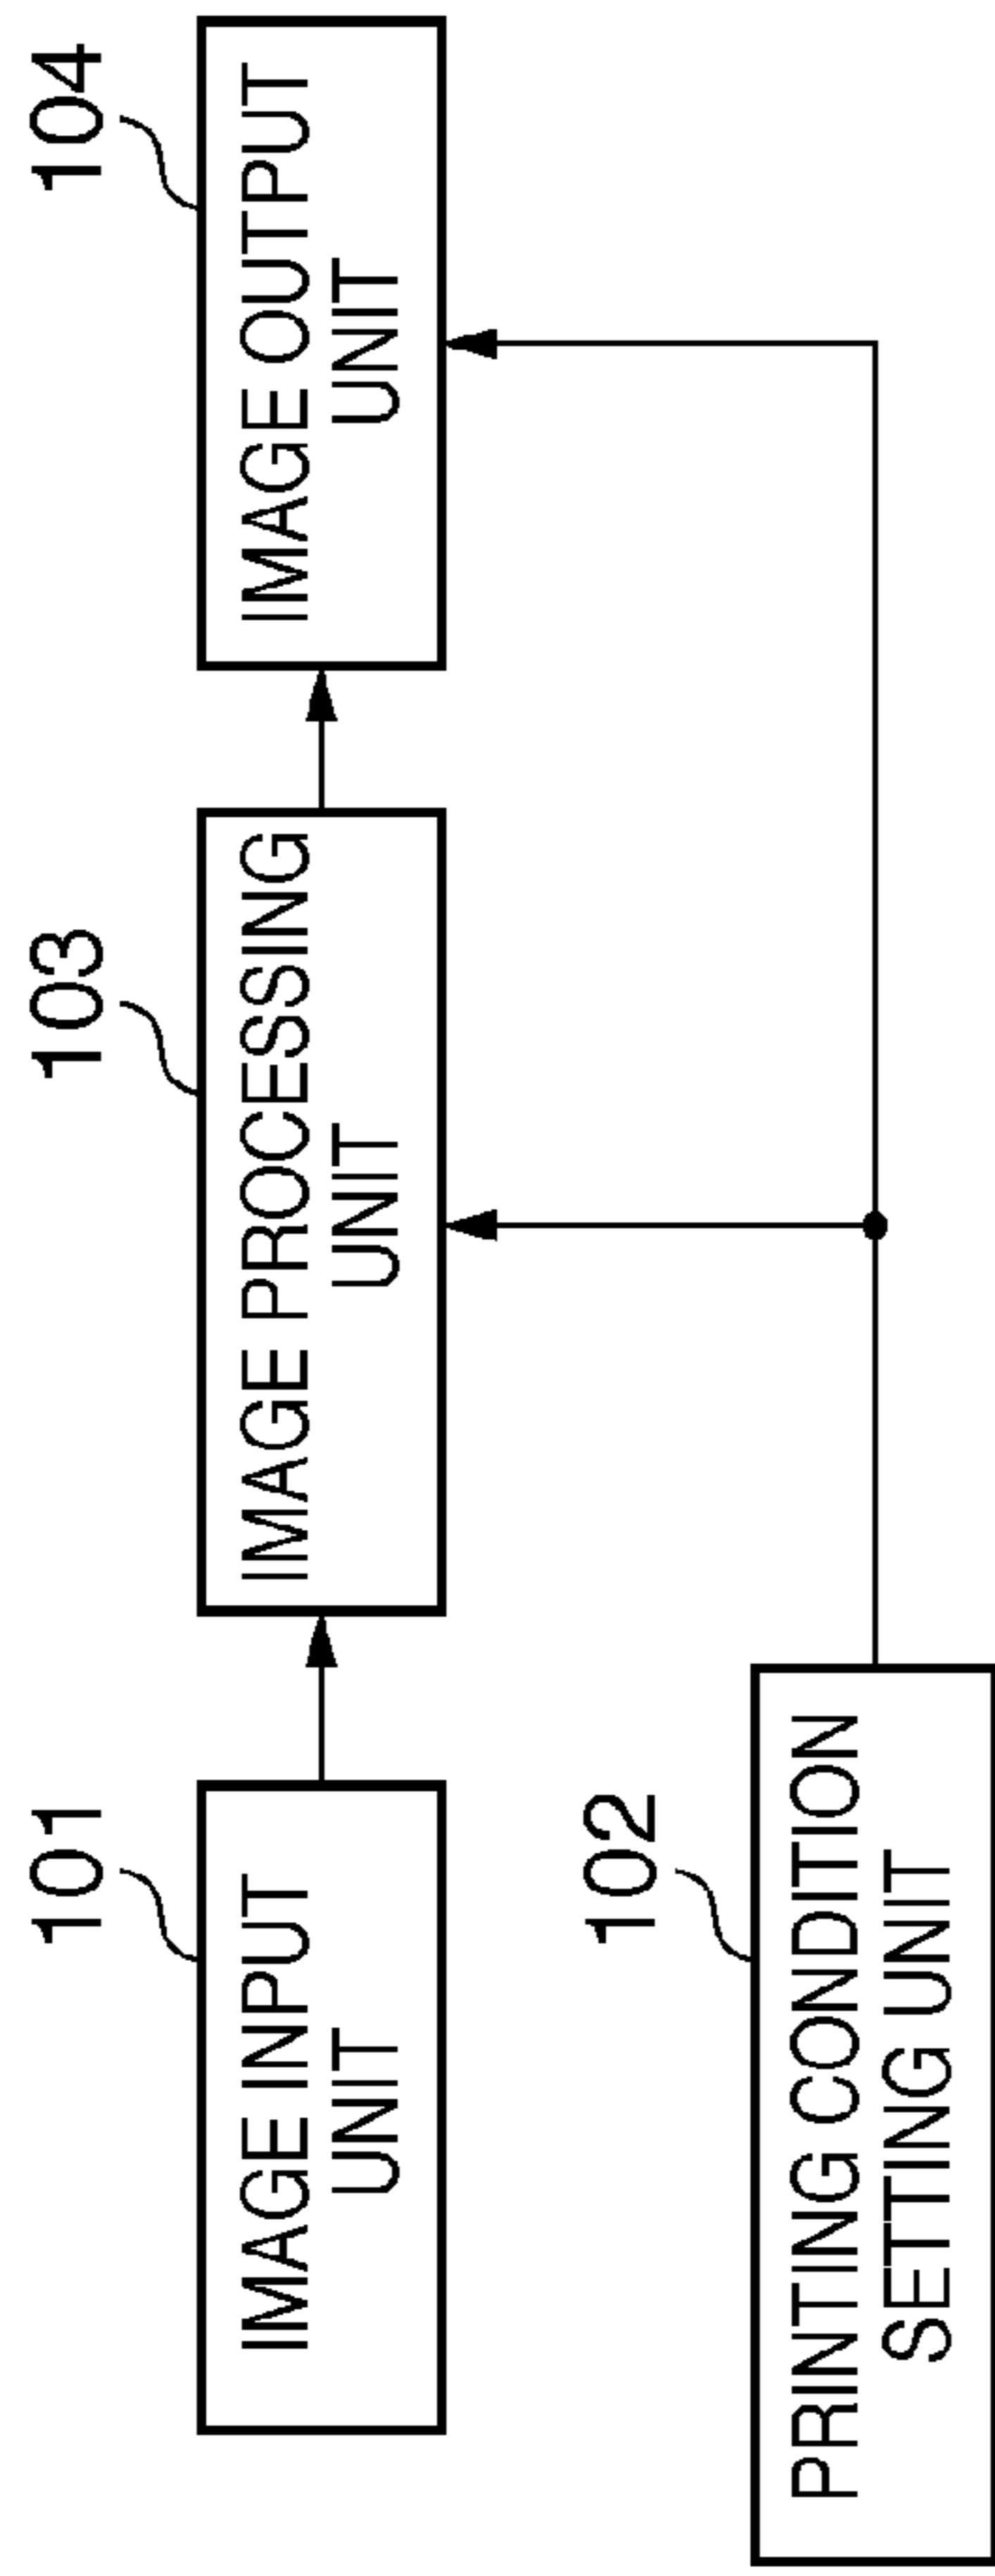 101
IMAGE INPUT
UNIT
103
IMAGE PROCESSING
UNIT
104
IMAGE OUTPUT
UNIT
102
PRINTING CONDITION
SETTING UNIT